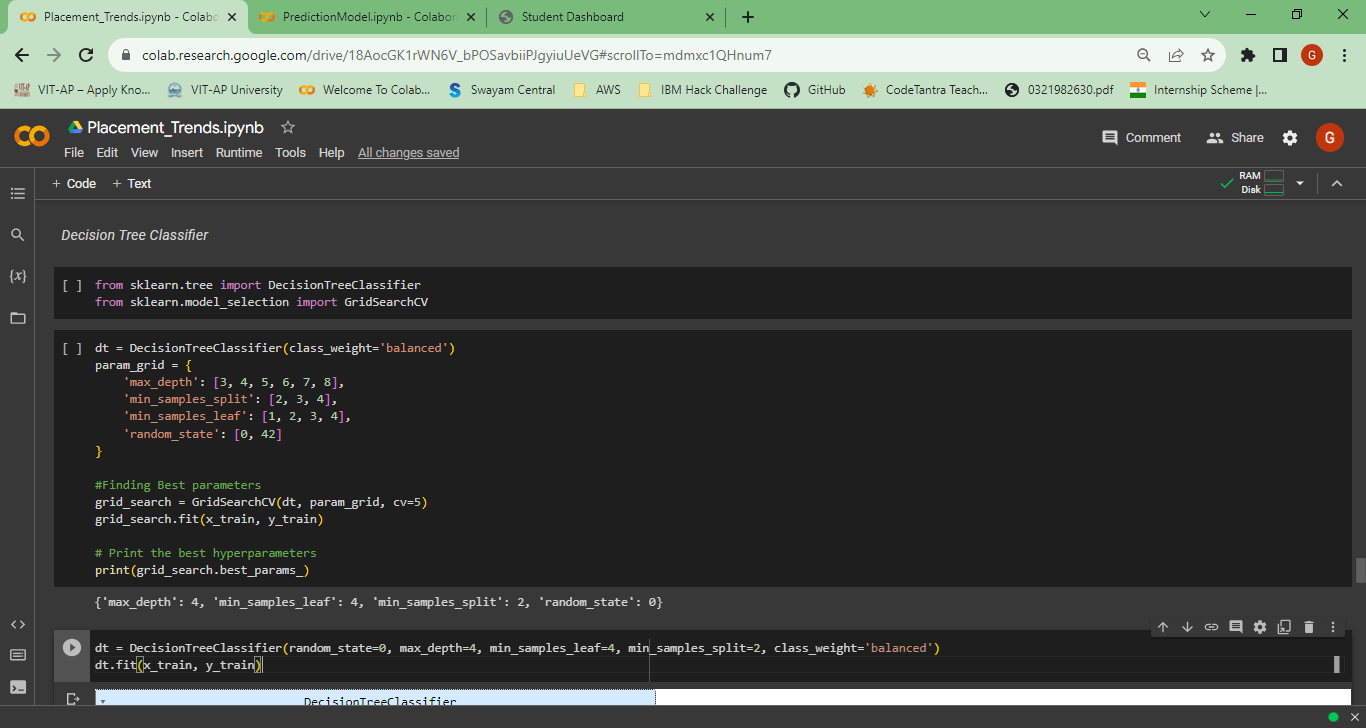 Placement_Trends.ipynb - Colabo
PredictionModel.ipynb - Colabor
Student Dashboard
colab.research.google.com/drive/18AocGK1rWN6V_bPOSavbiiPJgyiuUeVG#scrollTo=mdmxc1QHnum7
G
VIT-AP – Apply Kno...
VIT-AP University
Welcome To Colab...
Swayam Central
AWS
IBM Hack Challenge
GitHub
CodeTantra Teach...
0321982630.pdf
Internship Scheme |...
Placement_Trends.ipynb
File Edit View Insert Runtime Tools Help All changes saved
Comment
Share
G
+ Code + Text
RAM
Disk
Decision Tree Classifier
{x}
[ ] from sklearn.tree import DecisionTreeClassifier
from sklearn.model_selection import GridSearchCV
[ ] dt = DecisionTreeClassifier(class_weight='balanced')
param_grid = {
'max_depth': [3, 4, 5, 6, 7, 8],
'min_samples_split': [2, 3, 4],
'min_samples_leaf': [1, 2, 3, 4],
'random_state': [0, 42]
}
#Finding Best parameters
grid_search = GridSearchCV(dt, param_grid, cv=5)
grid_search.fit(x_train, y_train)
# Print the best hyperparameters
print(grid_search.best_params_)
{'max_depth': 4, 'min_samples_leaf': 4, 'min_samples_split': 2, 'random_state': 0}
dt = DecisionTreeClassifier(random_state=0, max_depth=4, min_samples_leaf=4, min_samples_split=2, class_weight='balanced')
dt.fit(x_train, y_train)
DecisionTreeClassifier